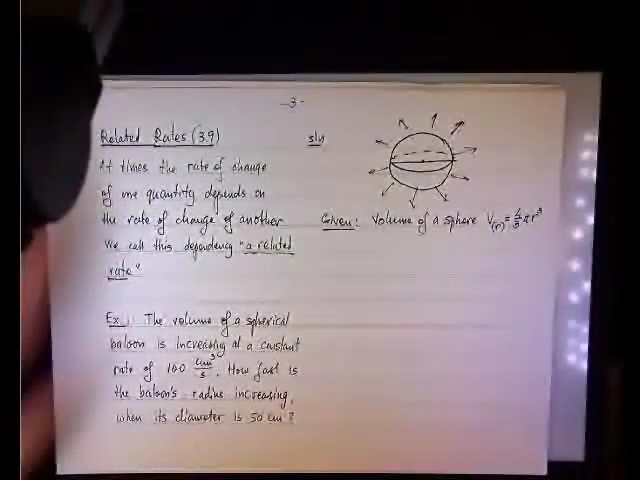 -3-
Related Rates (3.9)
At times the rate of change
of one quantity depends on
the rate of change of another
We call this dependency "a related
rate"
Ex.: The volume of a spherical
baloon is increasing at a constant
rate of 100 cm³/s. How fast is
the baloon's radius increasing,
when its diameter is 50 cm?
sln
Given: Volume of a sphere V(r) = 4/3 πr³